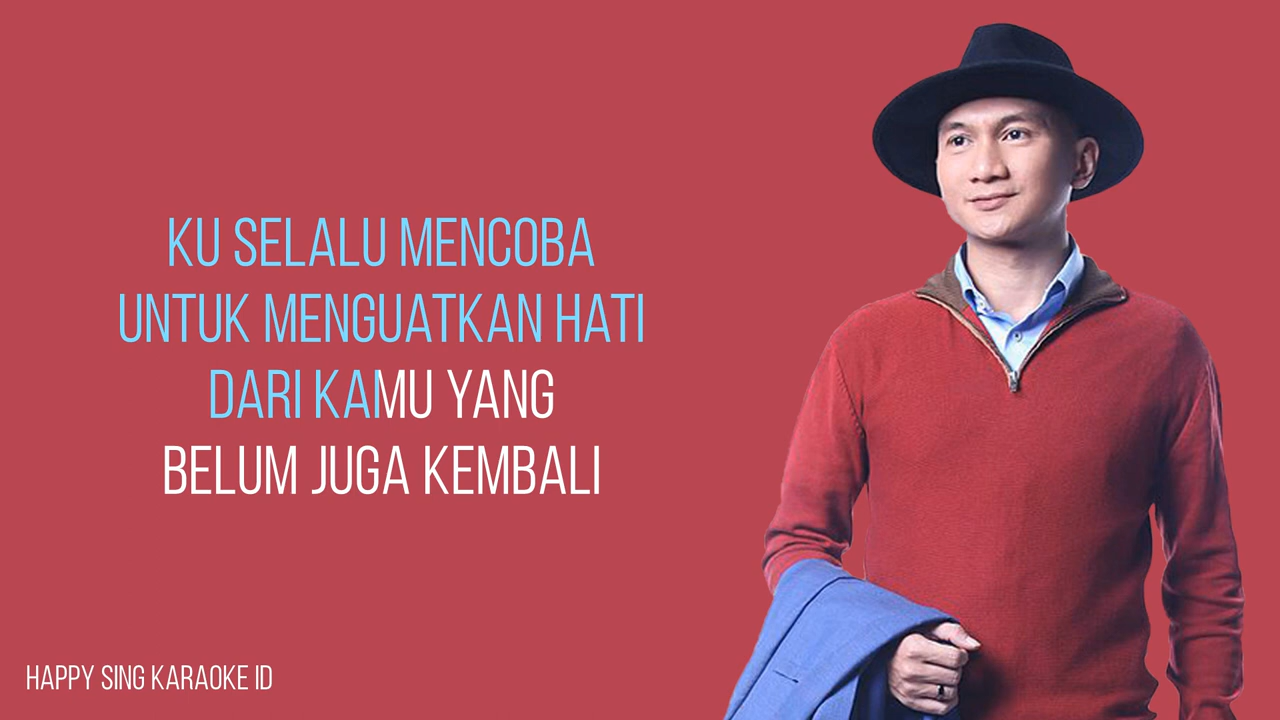 KU SELALU MENCOBA
UNTUK MENGUATKAN HATI
DARI KAMU YANG
BELUM JUGA KEMBALI
HAPPY SING KARAOKE ID